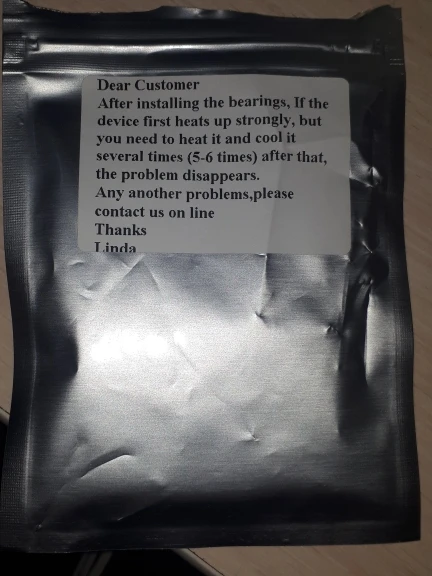 Dear Customer
After installing the bearings, If the
device first heats up strongly, but
you need to heat it and cool it
several times (5-6 times) after that,
the problem disappears.
Any another problems,please
contact us on line
Thanks
Linda